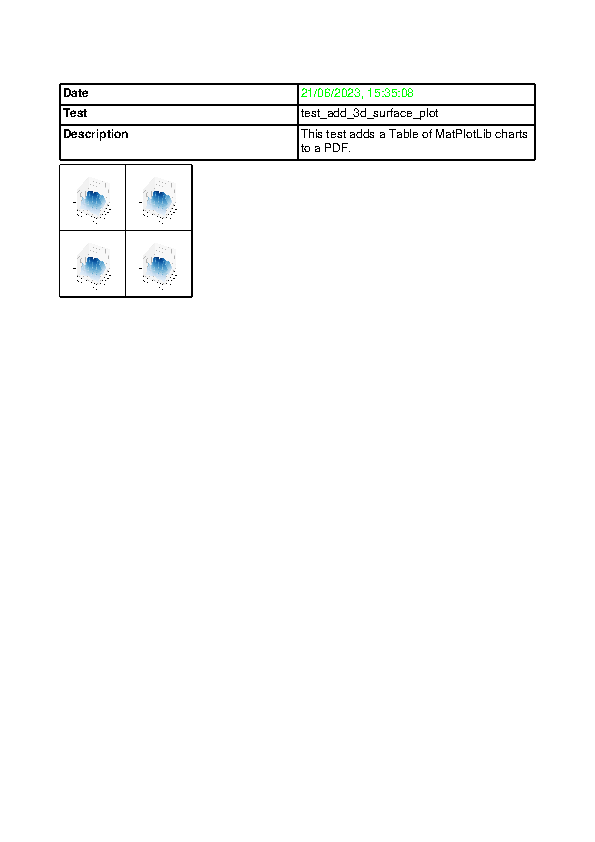 Date 21/06/2023, 15:35:08
Test test_add_3d_surface_plot
Description This test adds a Table of MatPlotLib charts
to a PDF.